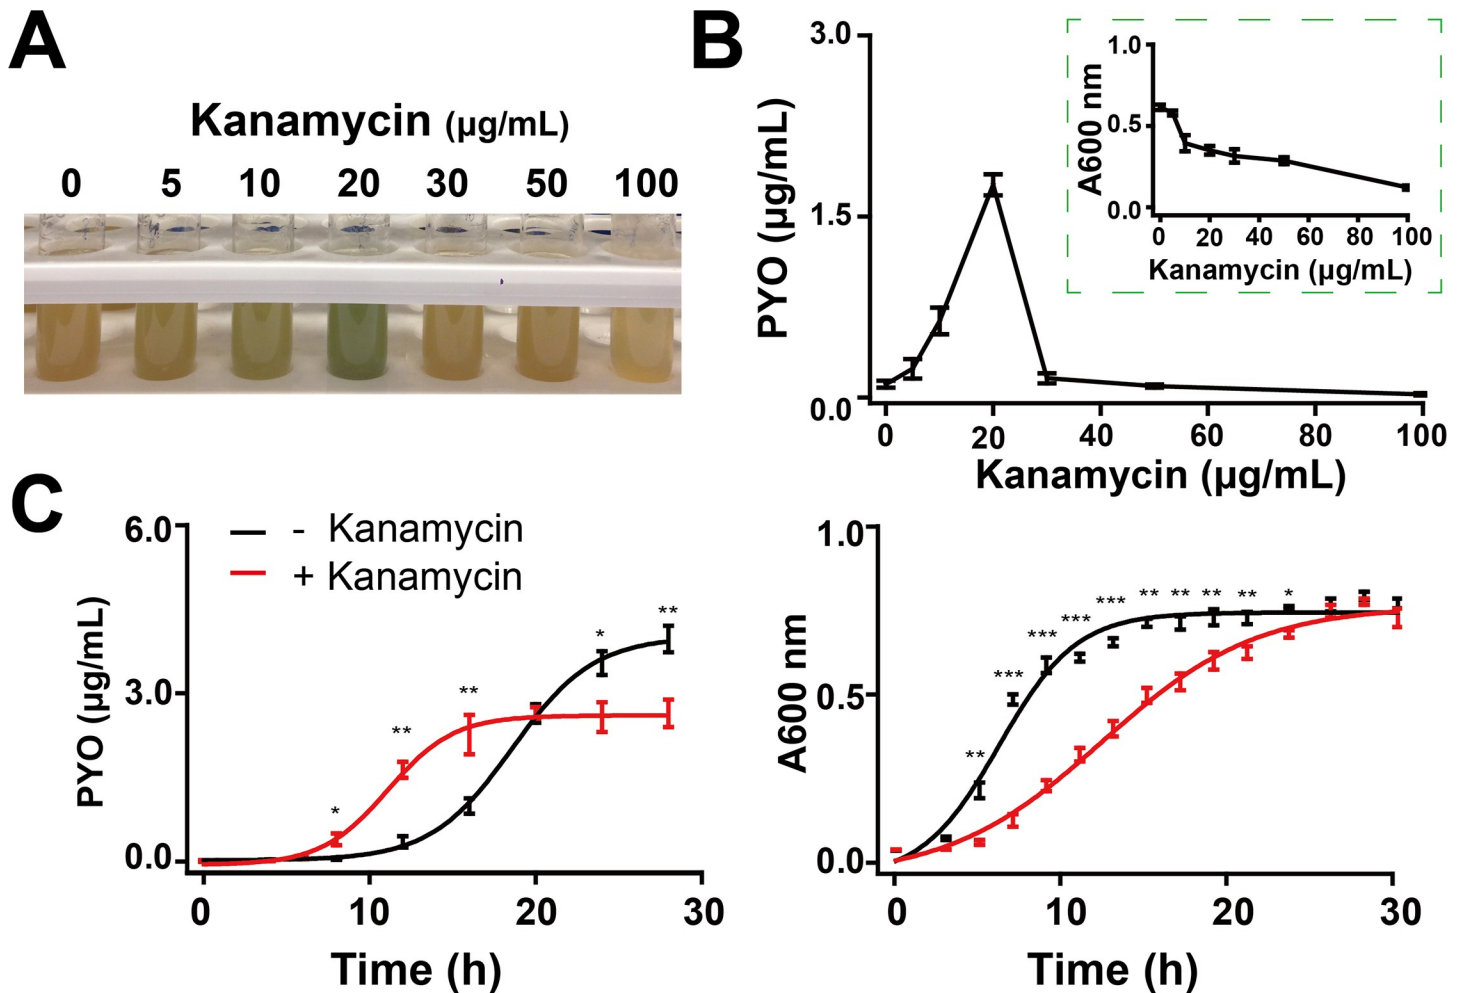 A
Kanamycin (µg/mL)
0 5 10 20 30 50 100
B
3.0
1.5
0.0
PYO (µg/mL)
0 20 40 60 80 100
Kanamycin (µg/mL)
1.0
0.5
0.0
A600 nm
0 20 40 60 80 100
Kanamycin (µg/mL)
C
6.0
3.0
0.0
PYO (µg/mL)
- Kanamycin
+ Kanamycin
* ** ** * **
0 10 20 30
Time (h)
1.0
0.5
0.0
A600 nm
** *** *** *** *** ** ** ** ** *
0 10 20 30
Time (h)